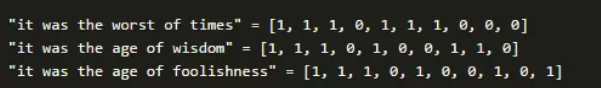 "it was the worst of times" = [1, 1, 1, 0, 1, 1, 1, 0, 0, 0]
"it was the age of wisdom" = [1, 1, 1, 0, 1, 0, 0, 1, 1, 0]
"it was the age of foolishness" = [1, 1, 1, 0, 1, 0, 0, 1, 0, 1]